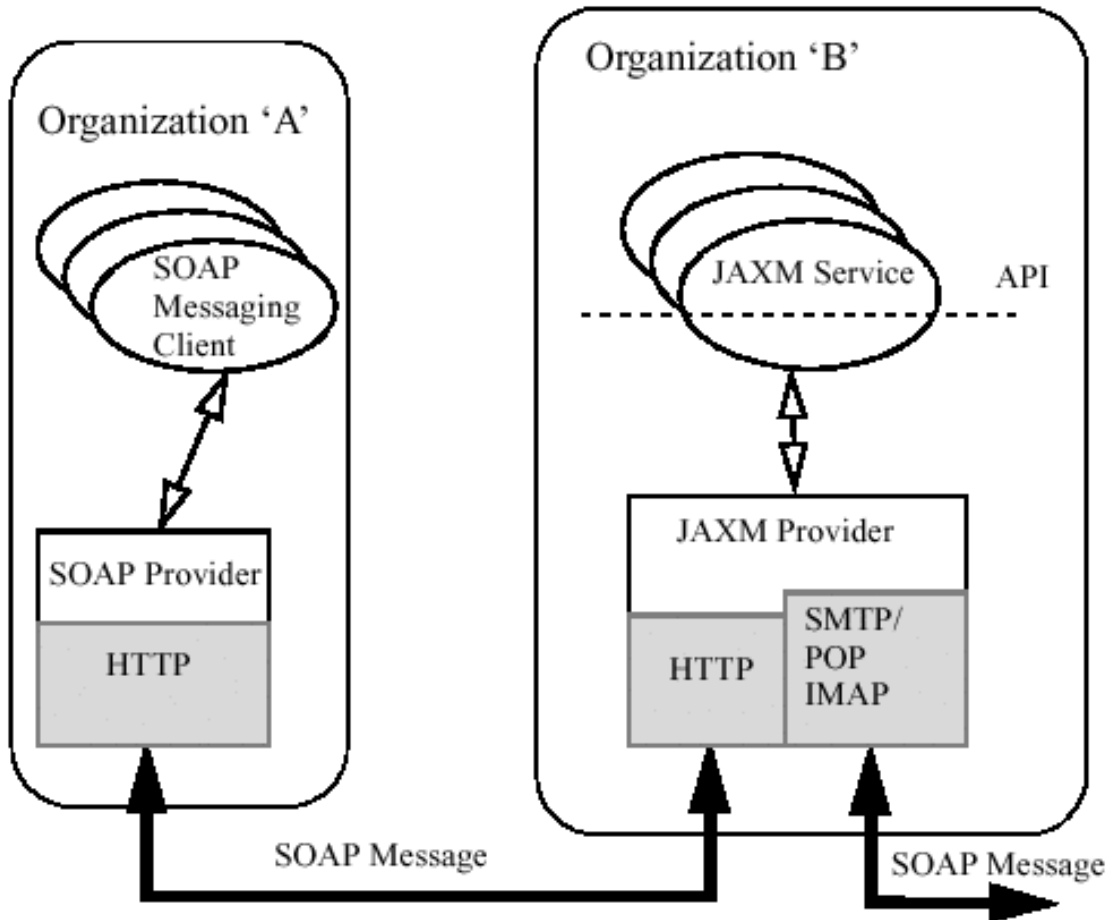 Organization ‘A’
SOAP
Messaging
Client
SOAP Provider
HTTP
Organization ‘B’
JAXM Service
API
JAXM Provider
HTTP
SMTP/
POP
IMAP
SOAP Message
SOAP Message